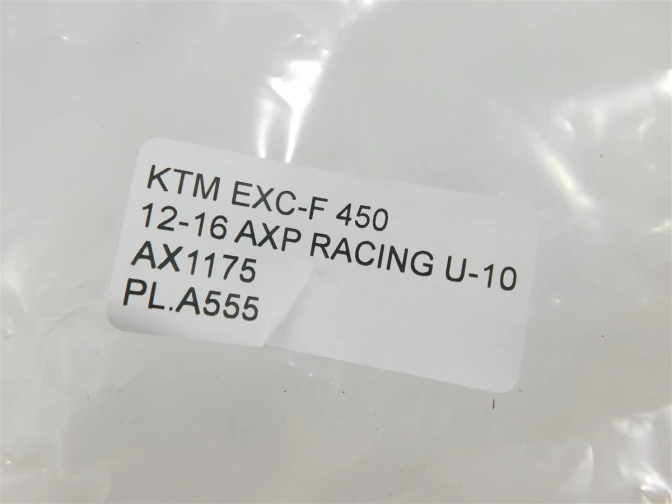 KTM EXC-F 450
12-16 AXP RACING U-10
AX1175
PL.A555